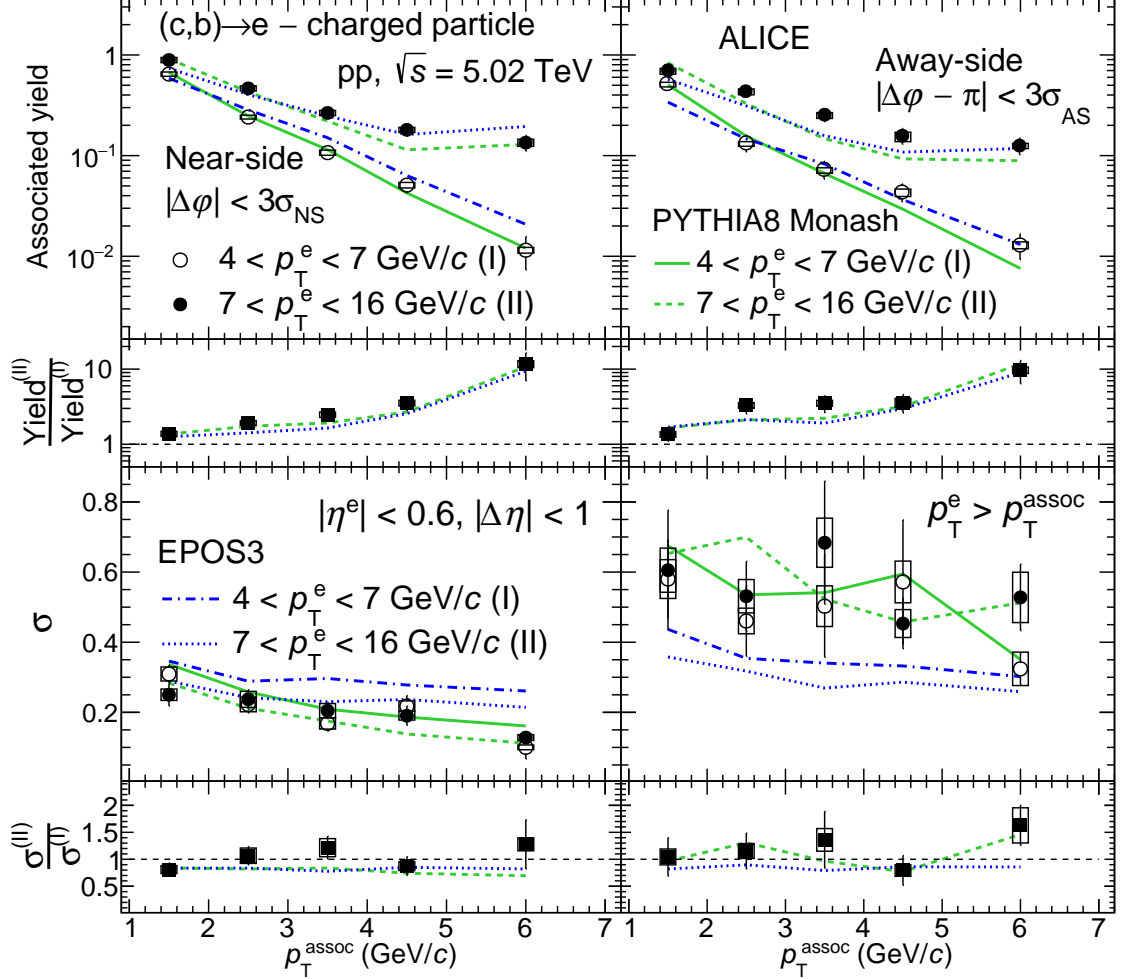 (c,b)→e − charged particle
pp, √s = 5.02 TeV
Near-side
|Δφ| < 3σ_NS
4 < p_T^e < 7 GeV/c (I)
7 < p_T^e < 16 GeV/c (II)
Associated yield
1
10⁻¹
10⁻²
ALICE
Away-side
|Δφ − π| < 3σ_AS
PYTHIA8 Monash
4 < p_T^e < 7 GeV/c (I)
7 < p_T^e < 16 GeV/c (II)
Yield^(II)
Yield^(I)
10
1
|η^e| < 0.6, |Δη| < 1
EPOS3
4 < p_T^e < 7 GeV/c (I)
7 < p_T^e < 16 GeV/c (II)
σ
0.8
0.6
0.4
0.2
p_T^e > p_T^assoc
σ^(II)
σ^(I)
2
1.5
1
0.5
1 2 3 4 5 6 7
p_T^assoc (GeV/c)
1 2 3 4 5 6 7
p_T^assoc (GeV/c)